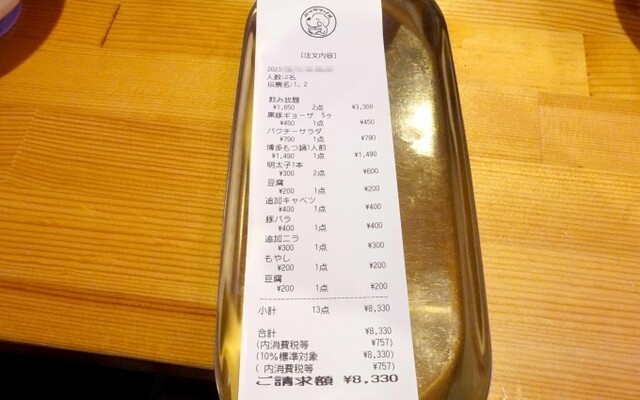 [注文内容]
2023
人数:2名
伝票名:1, 2
飲み放題
¥1,650 2点 ¥3,300
黒豚ギョーザ 5ヶ
¥450 1点 ¥450
パクチーサラダ
¥790 1点 ¥790
博多もつ鍋1人前
¥1,490 1点 ¥1,490
明太子1本
¥300 2点 ¥600
豆腐
¥200 1点 ¥200
追加キャベツ
¥400 1点 ¥400
豚バラ
¥400 1点 ¥400
追加ニラ
¥300 1点 ¥300
もやし
¥200 1点 ¥200
豆腐
¥200 1点 ¥200
小計 13点 ¥8,330
合計 ¥8,330
(内消費税等 ¥757)
(10%標準対象 ¥8,330)
( 内消費税等 ¥757)
ご請求額 ¥8,330